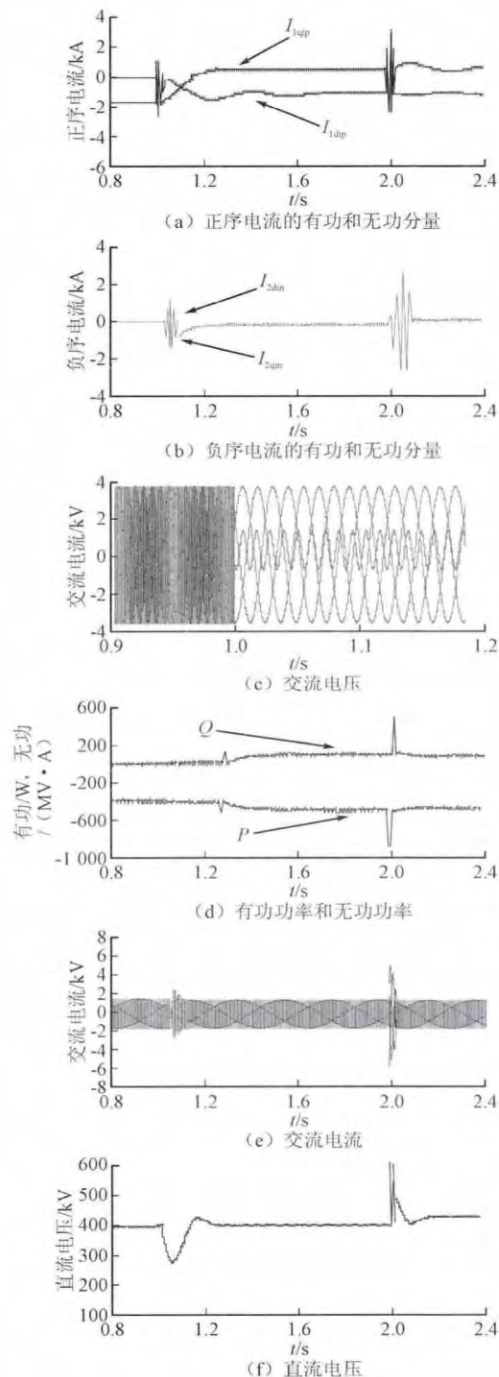 4
2
0
-2
-4
-6
正序电流/kA
I1qip
I1dip
0.8 1.2 1.6 2.0 2.4
t/s
（a）正序电流的有功和无功分量
4
2
0
-2
-4
负序电流/kA
I2din
I2qin
0.8 1.2 1.6 2.0 2.4
t/s
（b）负序电流的有功和无功分量
4
2
0
-2
-4
交流电流/kV
0.9 1.0 1.1 1.2
t/s
（c）交流电压
600
200
-200
-600
-1 000
有功/W，无功
/（MV·A）
Q
P
0.8 1.2 1.6 2.0 2.4
t/s
（d）有功功率和无功功率
8
6
4
2
0
-2
-4
-6
-8
交流电流/kV
0.8 1.2 1.6 2.0 2.4
t/s
（e）交流电流
600
500
400
300
200
100
直流电压/kV
0.8 1.2 1.6 2.0 2.4
t/s
（f）直流电压